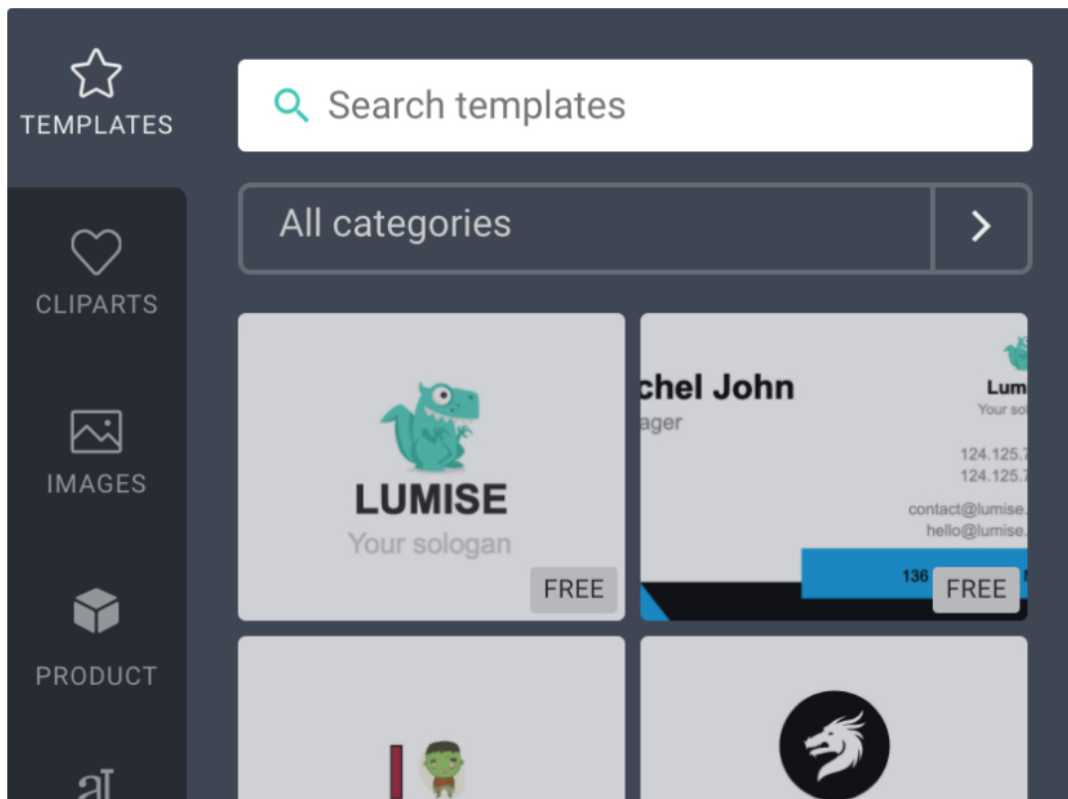 TEMPLATES
Search templates
All categories
CLIPARTS
IMAGES
PRODUCT
LUMISE
Your sologan
FREE
chel John
ager
Lum
Your sol
124.125.7
124.125.7
contact@lumise.
hello@lumise.
136
FREE